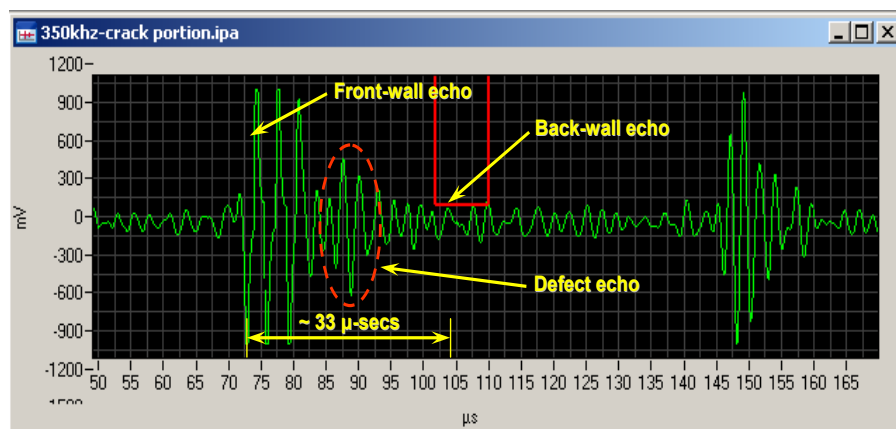 350khz-crack portion.ipa
1200-
900-
600-
300-
0-
-300-
-600-
-900-
-1200-
mV
Front-wall echo
Back-wall echo
Defect echo
~ 33 μ-secs
50 55 60 65 70 75 80 85 90 95 100 105 110 115 120 125 130 135 140 145 150 155 160 165
μs